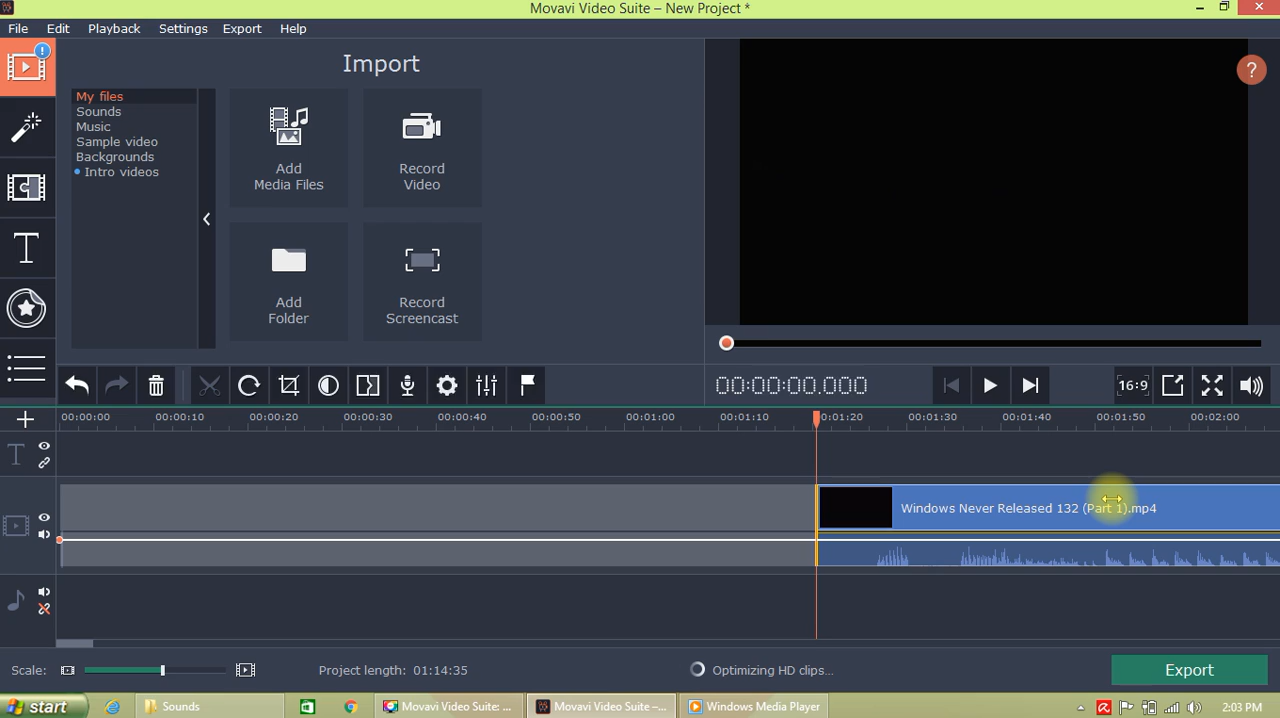 Movavi Video Suite – New Project *
File Edit Playback Settings Export Help
Import
My files
Sounds
Music
Sample video
Backgrounds
Intro videos
Add
Media Files
Record
Video
Add
Folder
Record
Screencast
?
00:00:00.000
16:9
00:00:00 00:00:10 00:00:20 00:00:30 00:00:40 00:00:50 00:01:00 00:01:10 00:01:20 00:01:30 00:01:40 00:01:50 00:02:00
Windows Never Released 132 (Part 1).mp4
Scale: Project length: 01:14:35 Optimizing HD clips... Export
start Sounds Movavi Video Suite: ... Movavi Video Suite –... Windows Media Player 2:03 PM